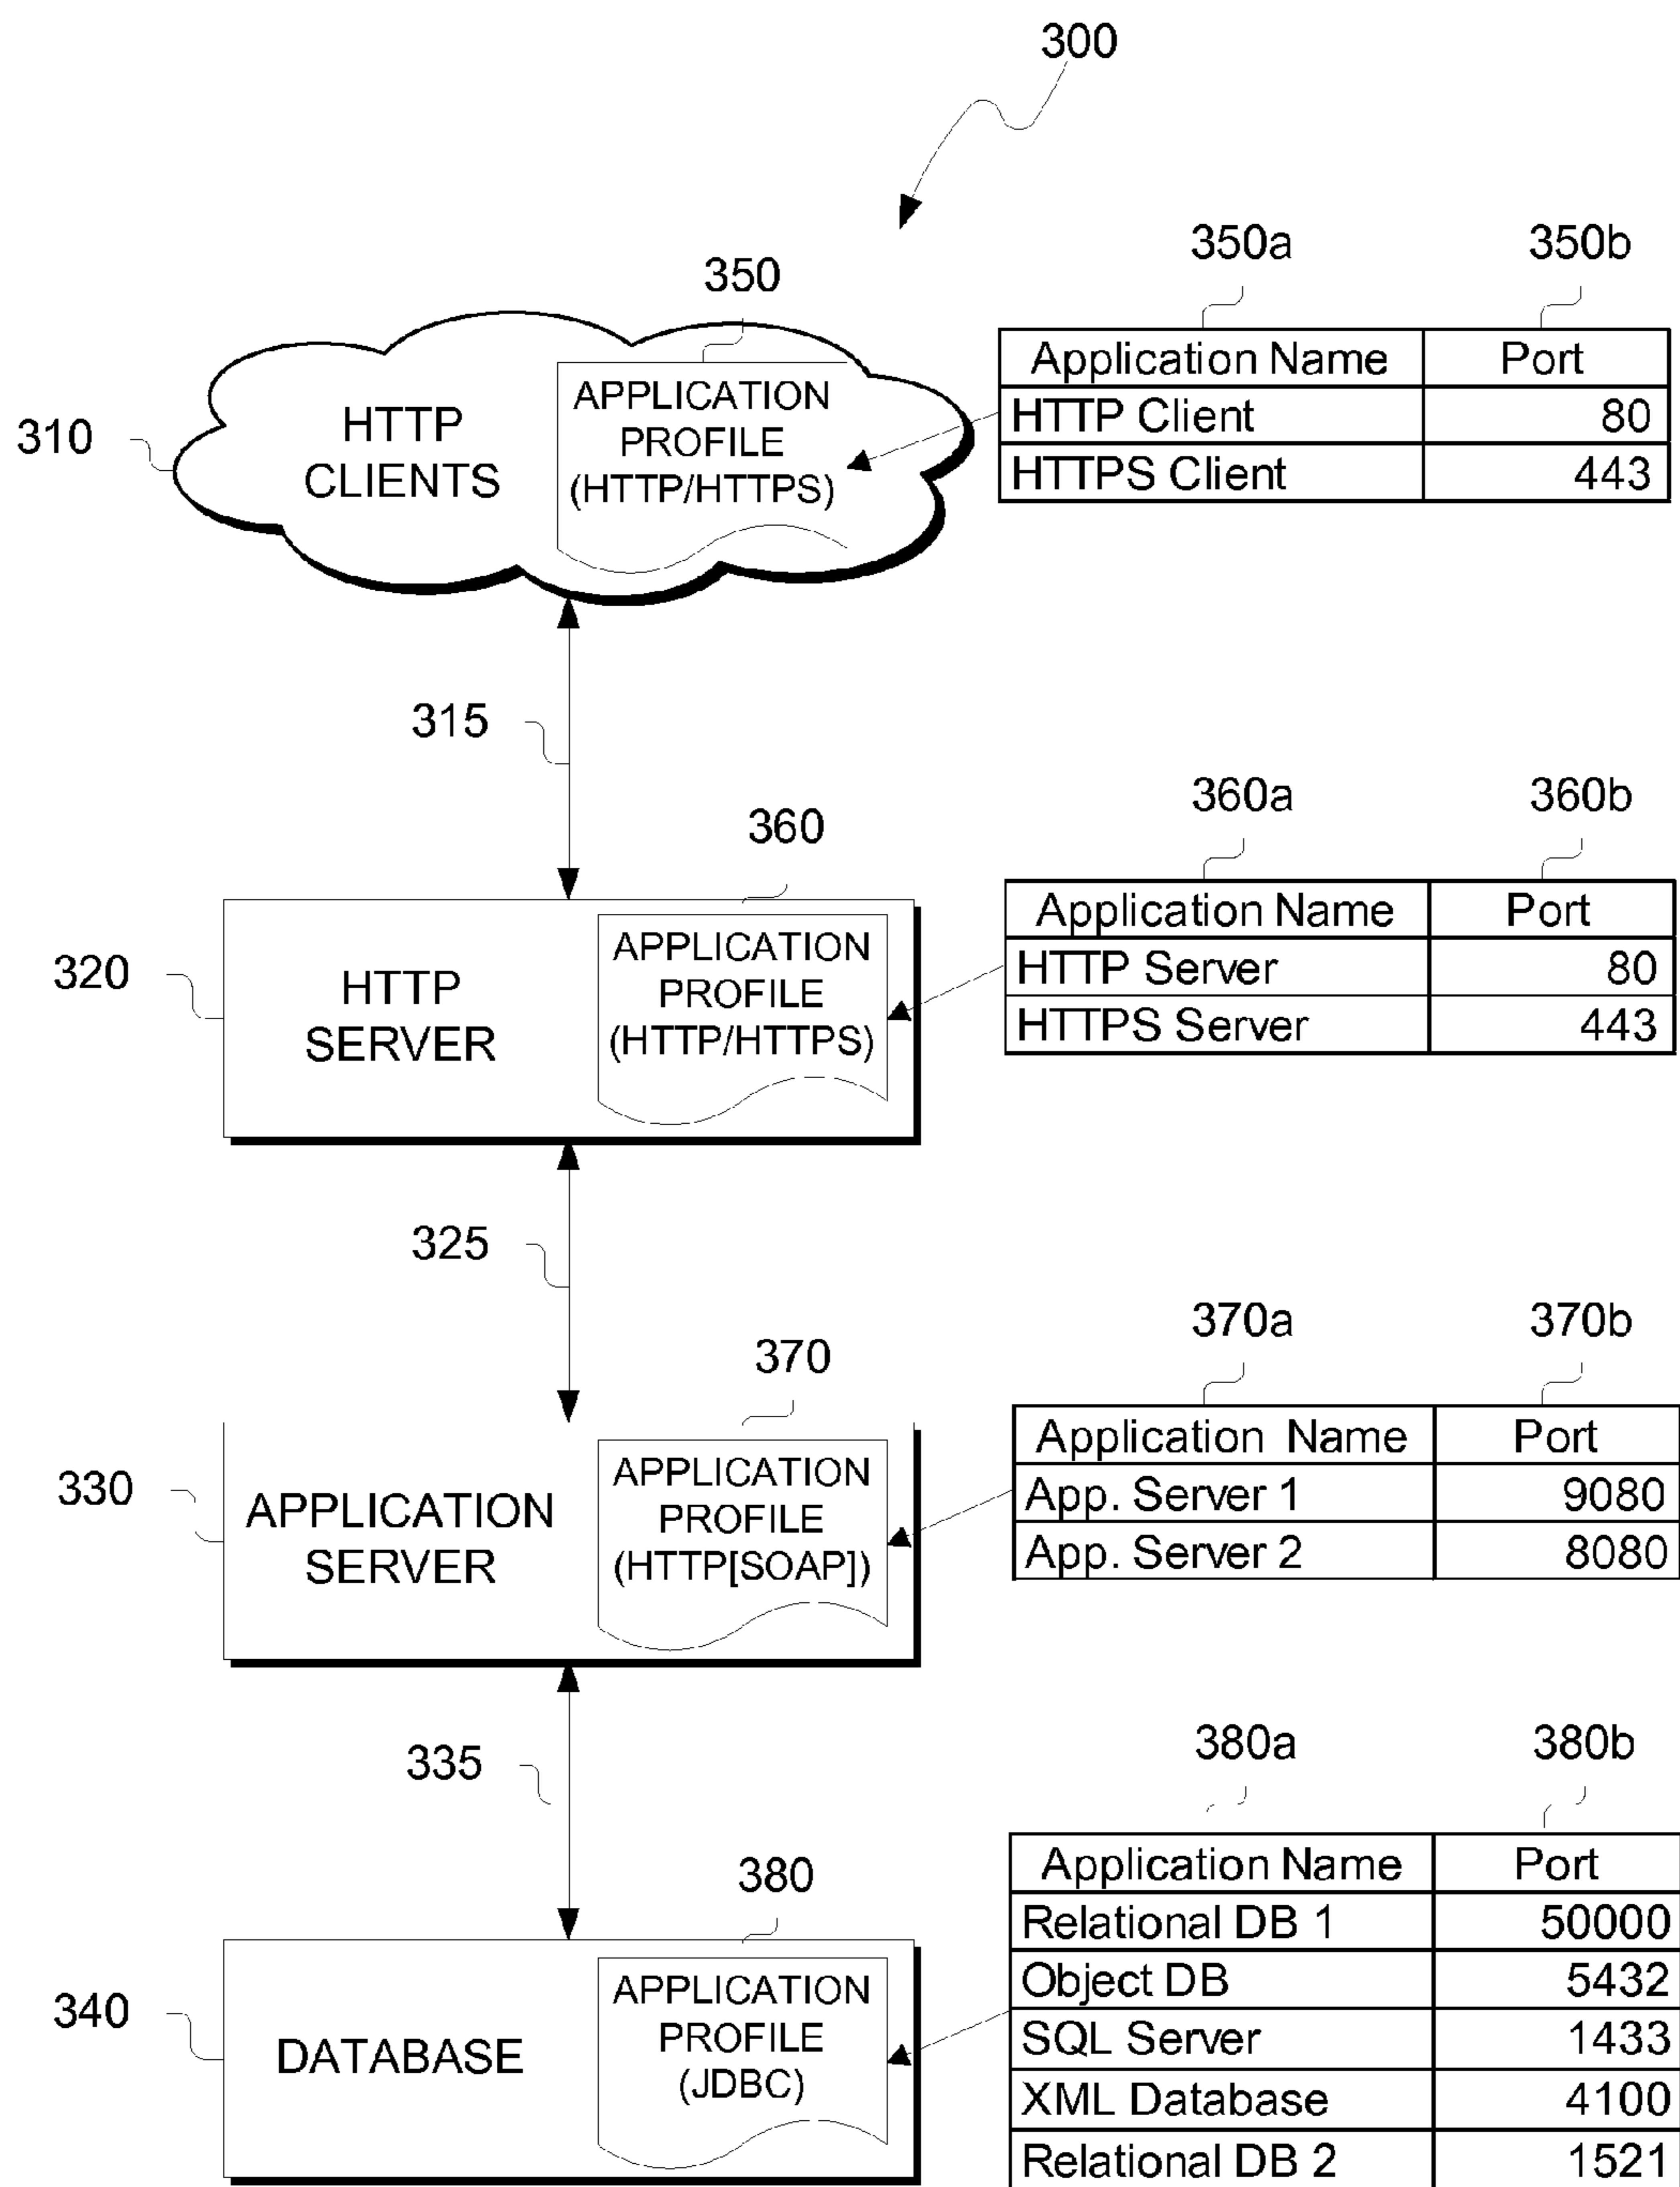 300
350
350a 350b
310
HTTP
CLIENTS
APPLICATION
PROFILE
(HTTP/HTTPS)
Application Name Port
HTTP Client 80
HTTPS Client 443
315
360
360a 360b
320
HTTP
SERVER
APPLICATION
PROFILE
(HTTP/HTTPS)
Application Name Port
HTTP Server 80
HTTPS Server 443
325
370
370a 370b
330
APPLICATION
SERVER
APPLICATION
PROFILE
(HTTP[SOAP])
Application Name Port
App. Server 1 9080
App. Server 2 8080
335
380
380a 380b
340
DATABASE
APPLICATION
PROFILE
(JDBC)
Application Name Port
Relational DB 1 50000
Object DB 5432
SQL Server 1433
XML Database 4100
Relational DB 2 1521